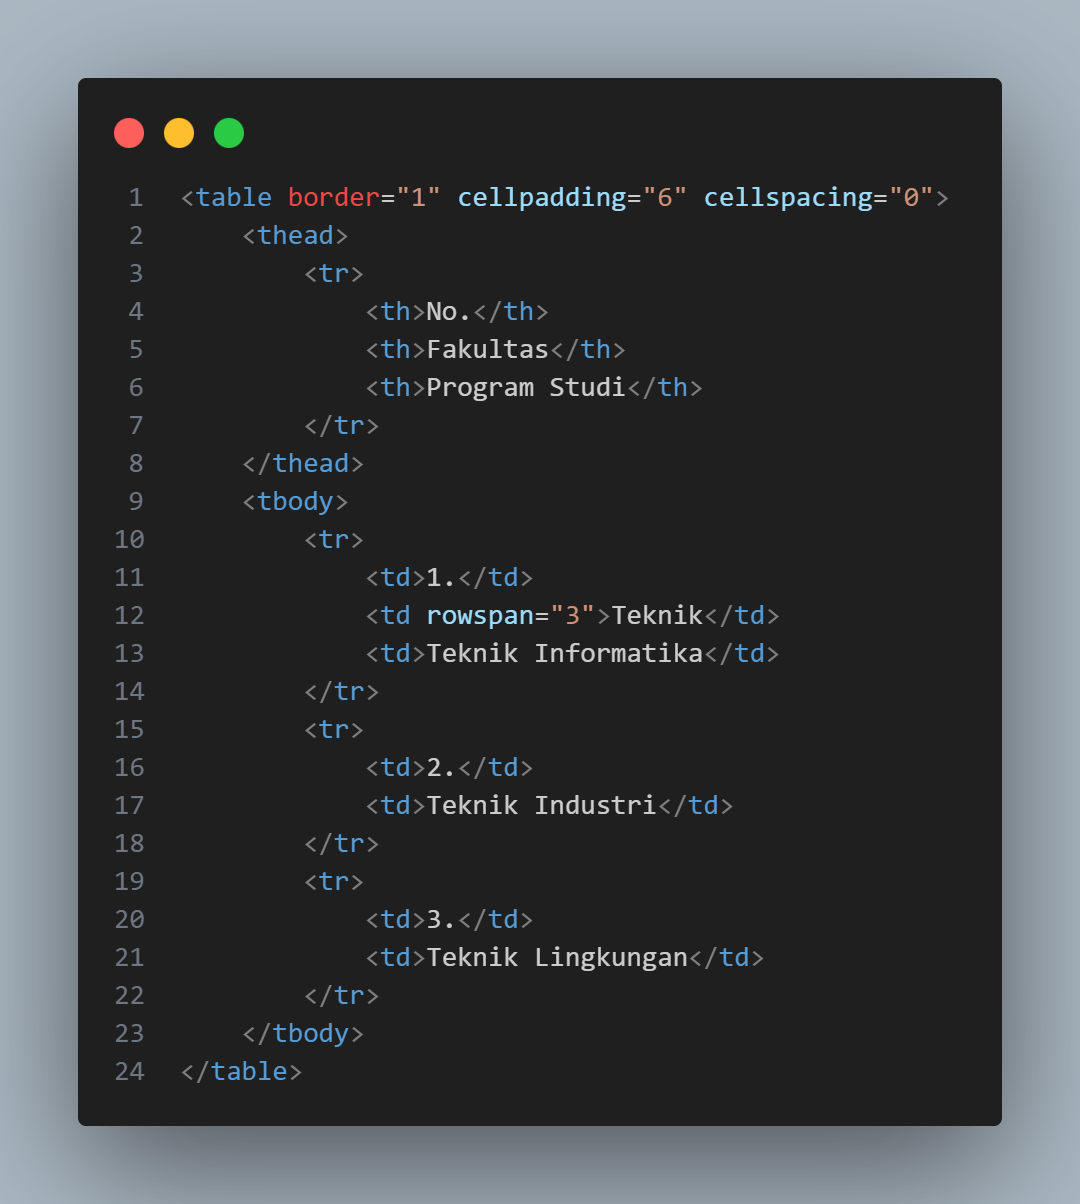 1 <table border="1" cellpadding="6" cellspacing="0">
2     <thead>
3         <tr>
4             <th>No.</th>
5             <th>Fakultas</th>
6             <th>Program Studi</th>
7         </tr>
8     </thead>
9     <tbody>
10         <tr>
11             <td>1.</td>
12             <td rowspan="3">Teknik</td>
13             <td>Teknik Informatika</td>
14         </tr>
15         <tr>
16             <td>2.</td>
17             <td>Teknik Industri</td>
18         </tr>
19         <tr>
20             <td>3.</td>
21             <td>Teknik Lingkungan</td>
22         </tr>
23     </tbody>
24 </table>